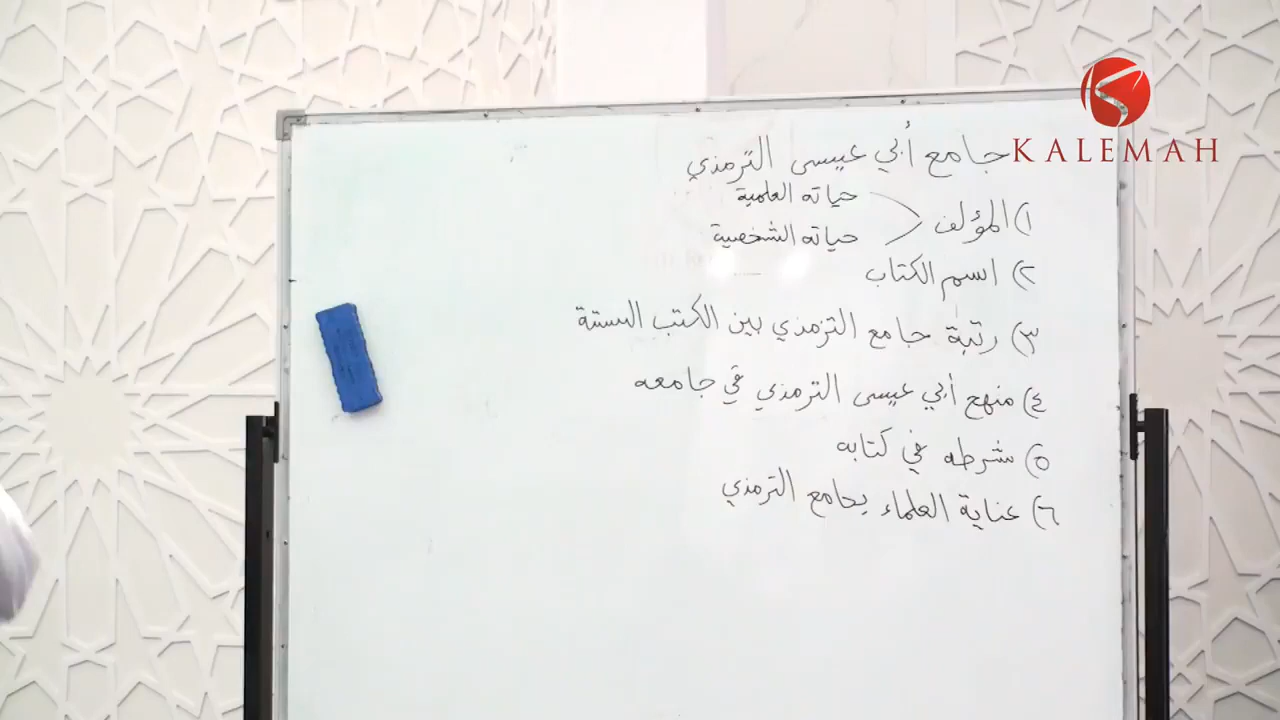 KALEMAH
جامع أبي عيسى الترمذي
١) المؤلف
حياته العلمية
حياته الشخصية
٢) اسم الكتاب
٣) رتبة جامع الترمذي بين الكتب الستة
٤) منهج أبي عيسى الترمذي في جامعه
٥) شرطه في كتابه
٦) عناية العلماء بجامع الترمذي